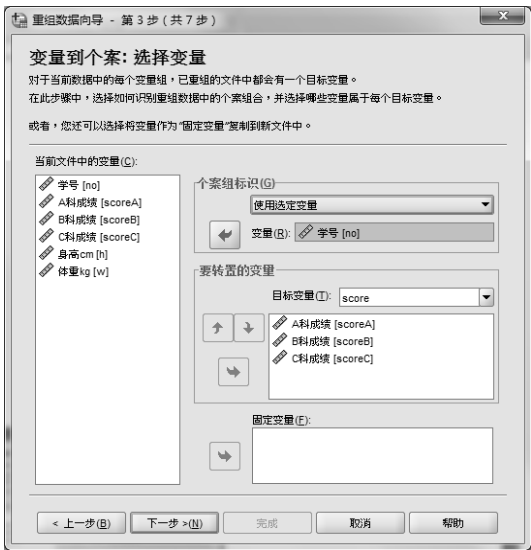 重组数据向导 - 第 3 步 ( 共 7 步 )
变量到个案: 选择变量
对于当前数据中的每个变量组，已重组的文件中都会有一个目标变量。
在此步骤中，选择如何识别重组数据中的个案组合，并选择哪些变量属于每个目标变量。
或者，您还可以选择将变量作为"固定变量"复制到新文件中。
当前文件中的变量(C):
学号 [no]
A科成绩 [scoreA]
B科成绩 [scoreB]
C科成绩 [scoreC]
身高cm [h]
体重kg [w]
个案组标识(G)
使用选定变量
变量(R): 学号 [no]
要转置的变量
目标变量(T): score
A科成绩 [scoreA]
B科成绩 [scoreB]
C科成绩 [scoreC]
固定变量(F):
< 上一步(B) 下一步 >(N) 完成 取消 帮助